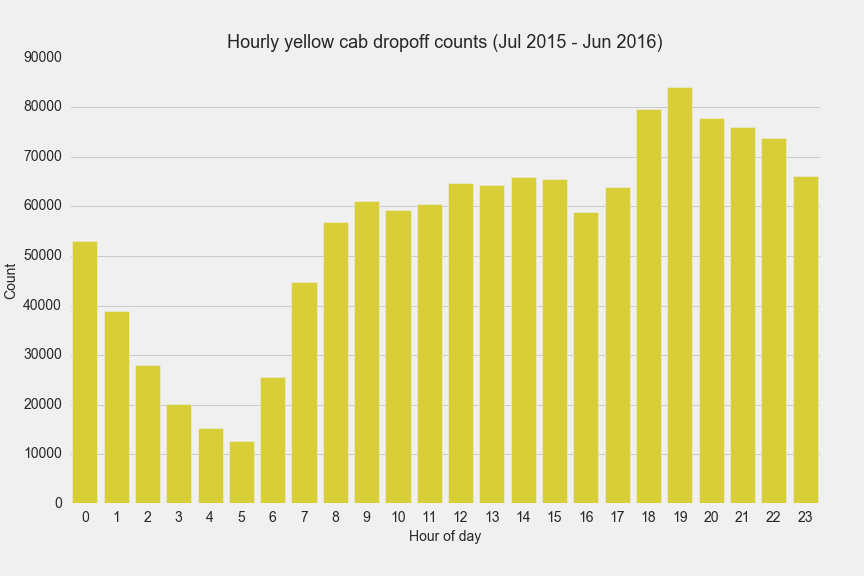 Hourly yellow cab dropoff counts (Jul 2015 - Jun 2016)
90000
80000
70000
60000
50000
40000
30000
20000
10000
0
Count
0 1 2 3 4 5 6 7 8 9 10 11 12 13 14 15 16 17 18 19 20 21 22 23
Hour of day